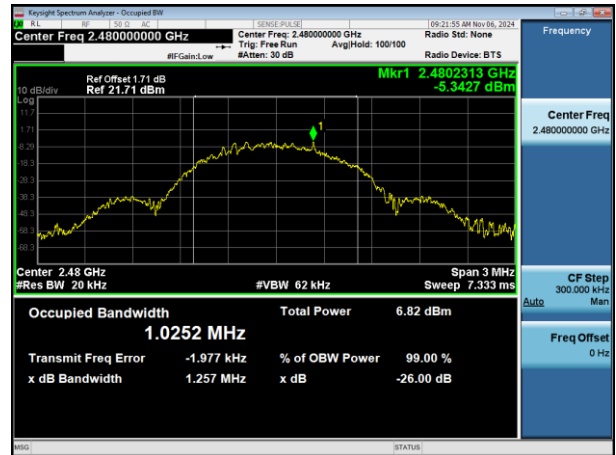 Keysight Spectrum Analyzer - Occupied BW
RL RF 50 Ω AC SENSE:PULSE 09:21:55 AM Nov 06, 2024
Center Freq 2.480000000 GHz
Center Freq: 2.480000000 GHz
Radio Std: None
Trig: Free Run Avg|Hold: 100/100
#IFGain:Low #Atten: 30 dB Radio Device: BTS
Ref Offset 1.71 dB
10 dB/div Ref 21.71 dBm
Mkr1 2.4802313 GHz
-5.3427 dBm
Log
11.7
1.71
-8.29
-18.3
-28.3
-38.3
-48.3
-58.3
-68.3
1
Center 2.48 GHz Span 3 MHz
#Res BW 20 kHz #VBW 62 kHz Sweep 7.333 ms
Occupied Bandwidth Total Power 6.82 dBm
1.0252 MHz
Transmit Freq Error -1.977 kHz % of OBW Power 99.00 %
x dB Bandwidth 1.257 MHz x dB -26.00 dB
Frequency
Center Freq
2.480000000 GHz
CF Step
300.000 kHz
Auto Man
Freq Offset
0 Hz
MSG STATUS